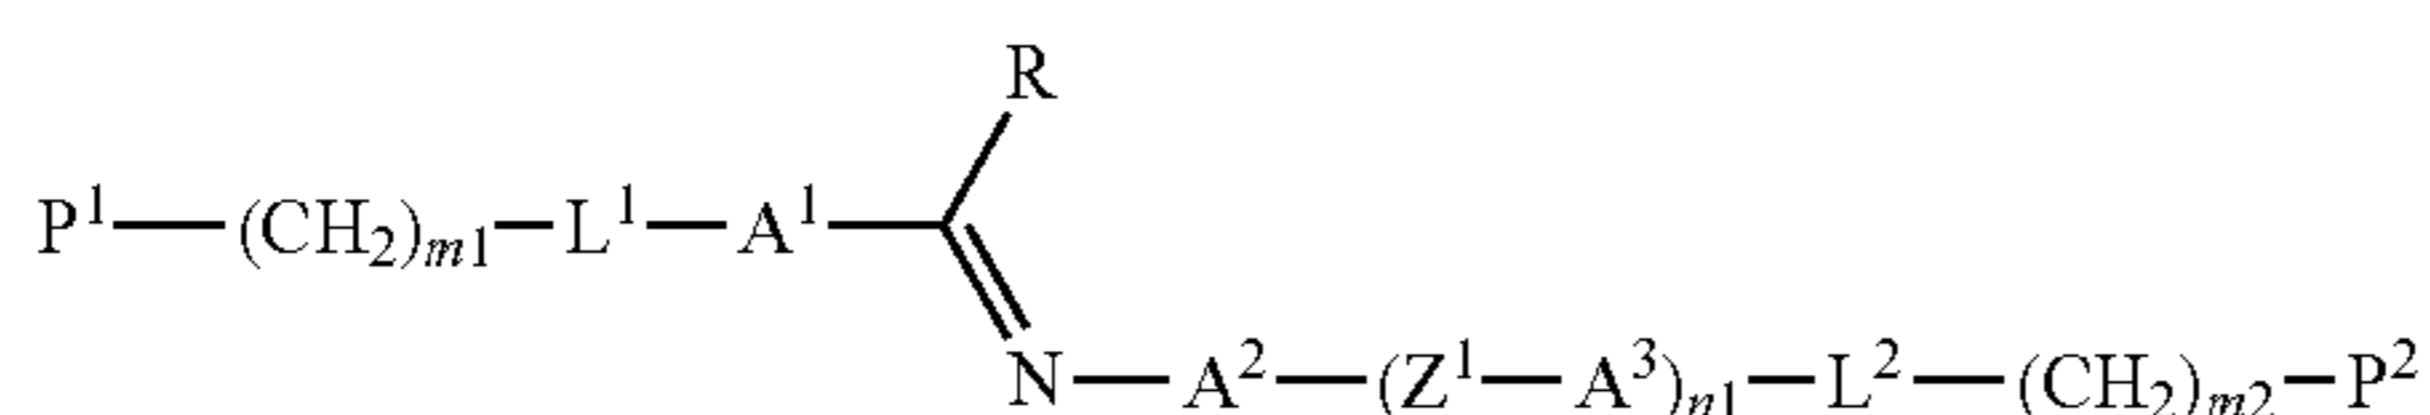 R
P¹—(CH₂)ₘ₁—L¹—A¹
N—A²—(Z¹—A³)ₙ₁—L²—(CH₂)ₘ₂—P²